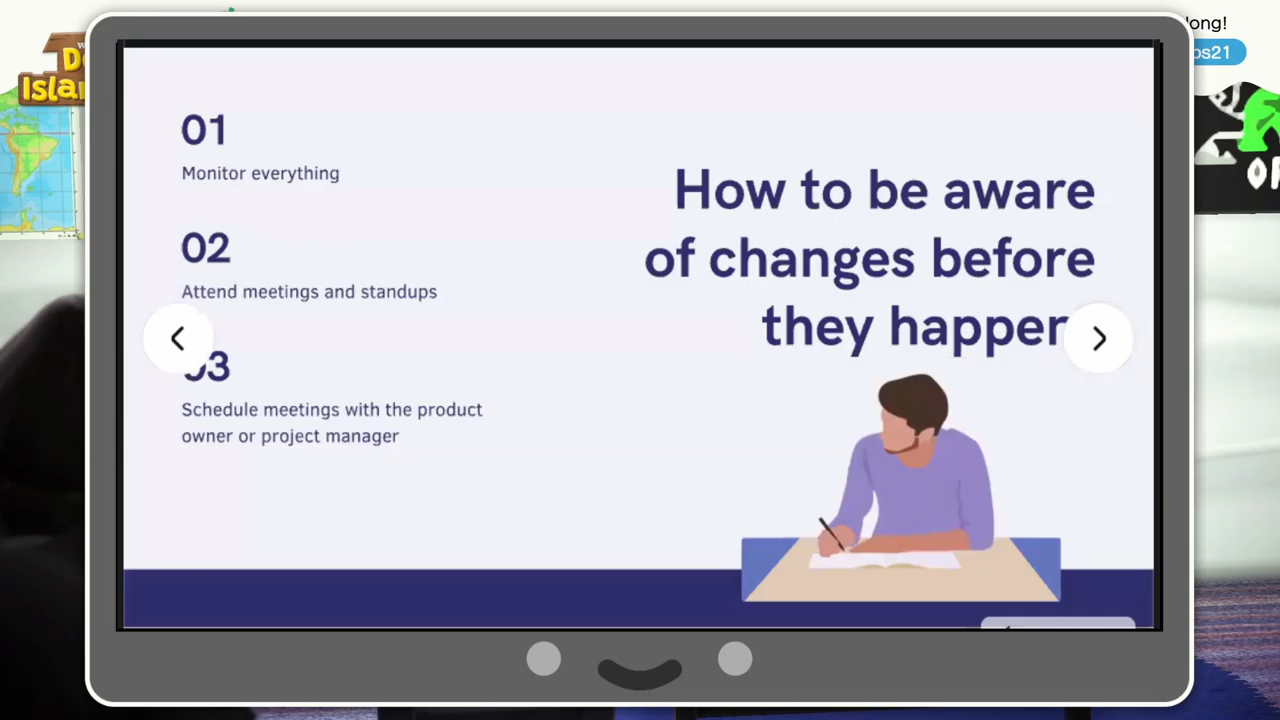 01
Monitor everything
02
Attend meetings and standups
03
Schedule meetings with the product
owner or project manager
How to be aware
of changes before
they happen